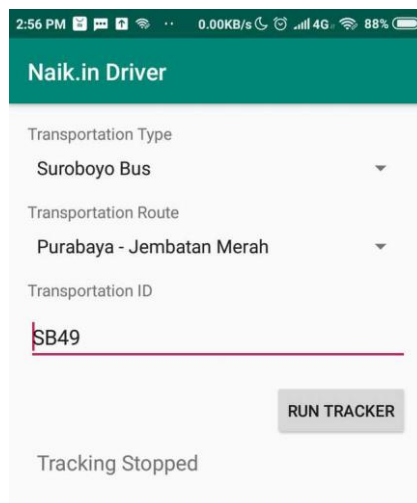 2:56 PM 0.00KB/s 4G 88%
Naik.in Driver
Transportation Type
Suroboyo Bus
Transportation Route
Purabaya - Jembatan Merah
Transportation ID
SB49
RUN TRACKER
Tracking Stopped